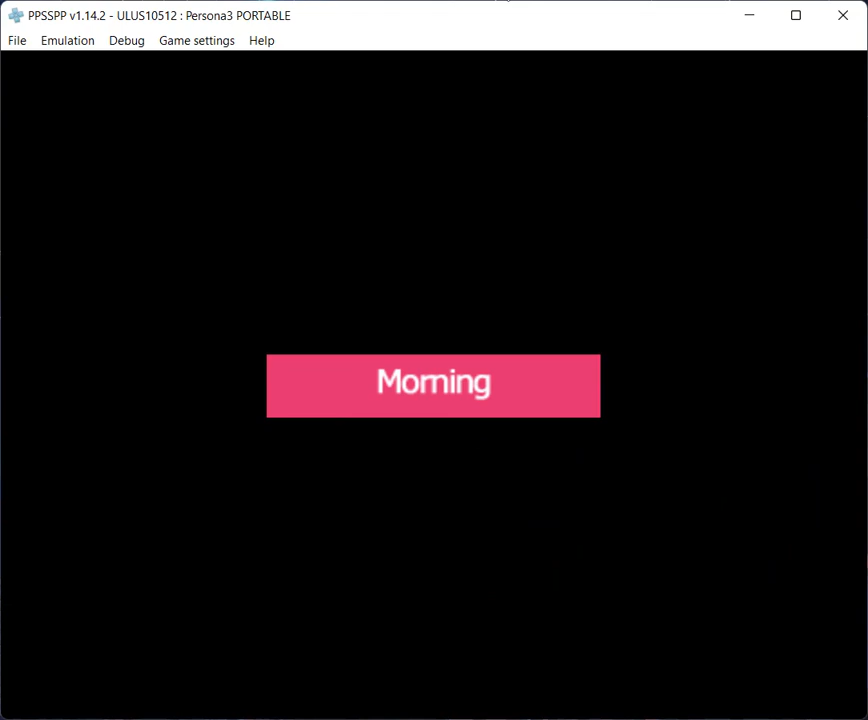 PPSSPP v1.14.2 - ULUS10512 : Persona3 PORTABLE
File Emulation Debug Game settings Help
Morning